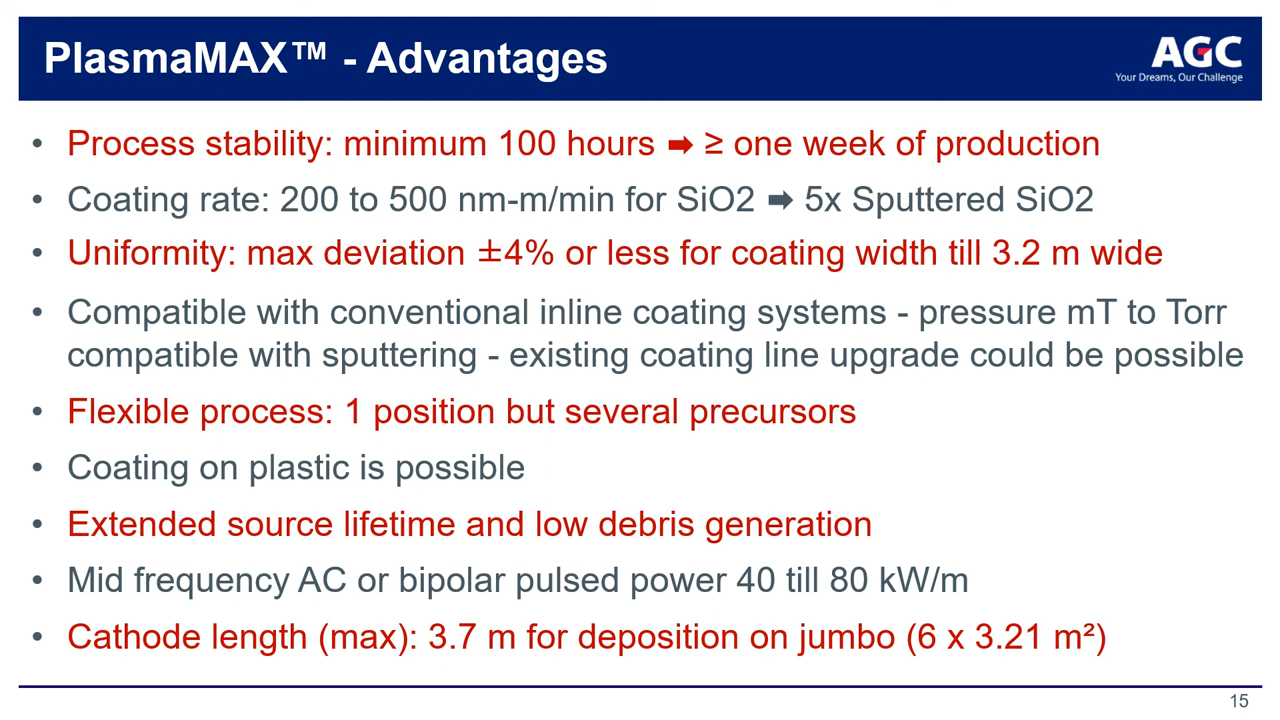 PlasmaMAX™ - Advantages
AGC
Your Dreams, Our Challenge
• Process stability: minimum 100 hours ➡ ≥ one week of production
• Coating rate: 200 to 500 nm-m/min for SiO2 ➡ 5x Sputtered SiO2
• Uniformity: max deviation ±4% or less for coating width till 3.2 m wide
• Compatible with conventional inline coating systems - pressure mT to Torr
compatible with sputtering - existing coating line upgrade could be possible
• Flexible process: 1 position but several precursors
• Coating on plastic is possible
• Extended source lifetime and low debris generation
• Mid frequency AC or bipolar pulsed power 40 till 80 kW/m
• Cathode length (max): 3.7 m for deposition on jumbo (6 x 3.21 m²)
15